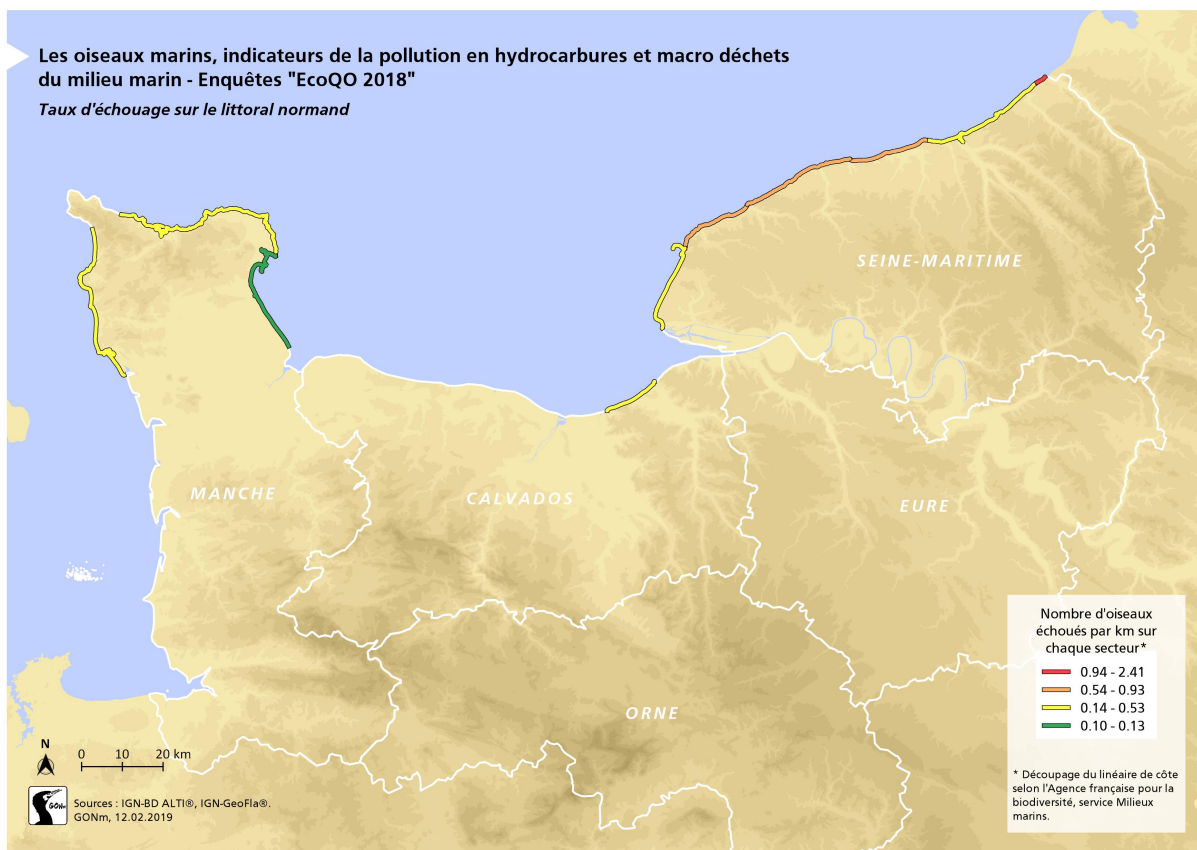 Les oiseaux marins, indicateurs de la pollution en hydrocarbures et macro déchets
du milieu marin - Enquêtes "EcoQO 2018"
Taux d'échouage sur le littoral normand
SEINE-MARITIME
MANCHE
CALVADOS
EURE
ORNE
Nombre d'oiseaux
échoués par km sur
chaque secteur*
0.94 - 2.41
0.54 - 0.93
0.14 - 0.53
0.10 - 0.13
* Découpage du linéaire de côte
selon l'Agence française pour la
biodiversité, service Milieux
marins.
N
0 10 20 km
GONm
Sources : IGN-BD ALTI®, IGN-GeoFla®.
GONm, 12.02.2019